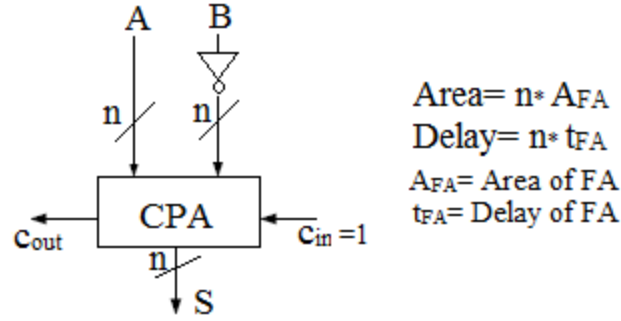 A B
n n
CPA
cout cin =1
n
S
Area= n* AFA
Delay= n* tFA
AFA= Area of FA
tFA= Delay of FA